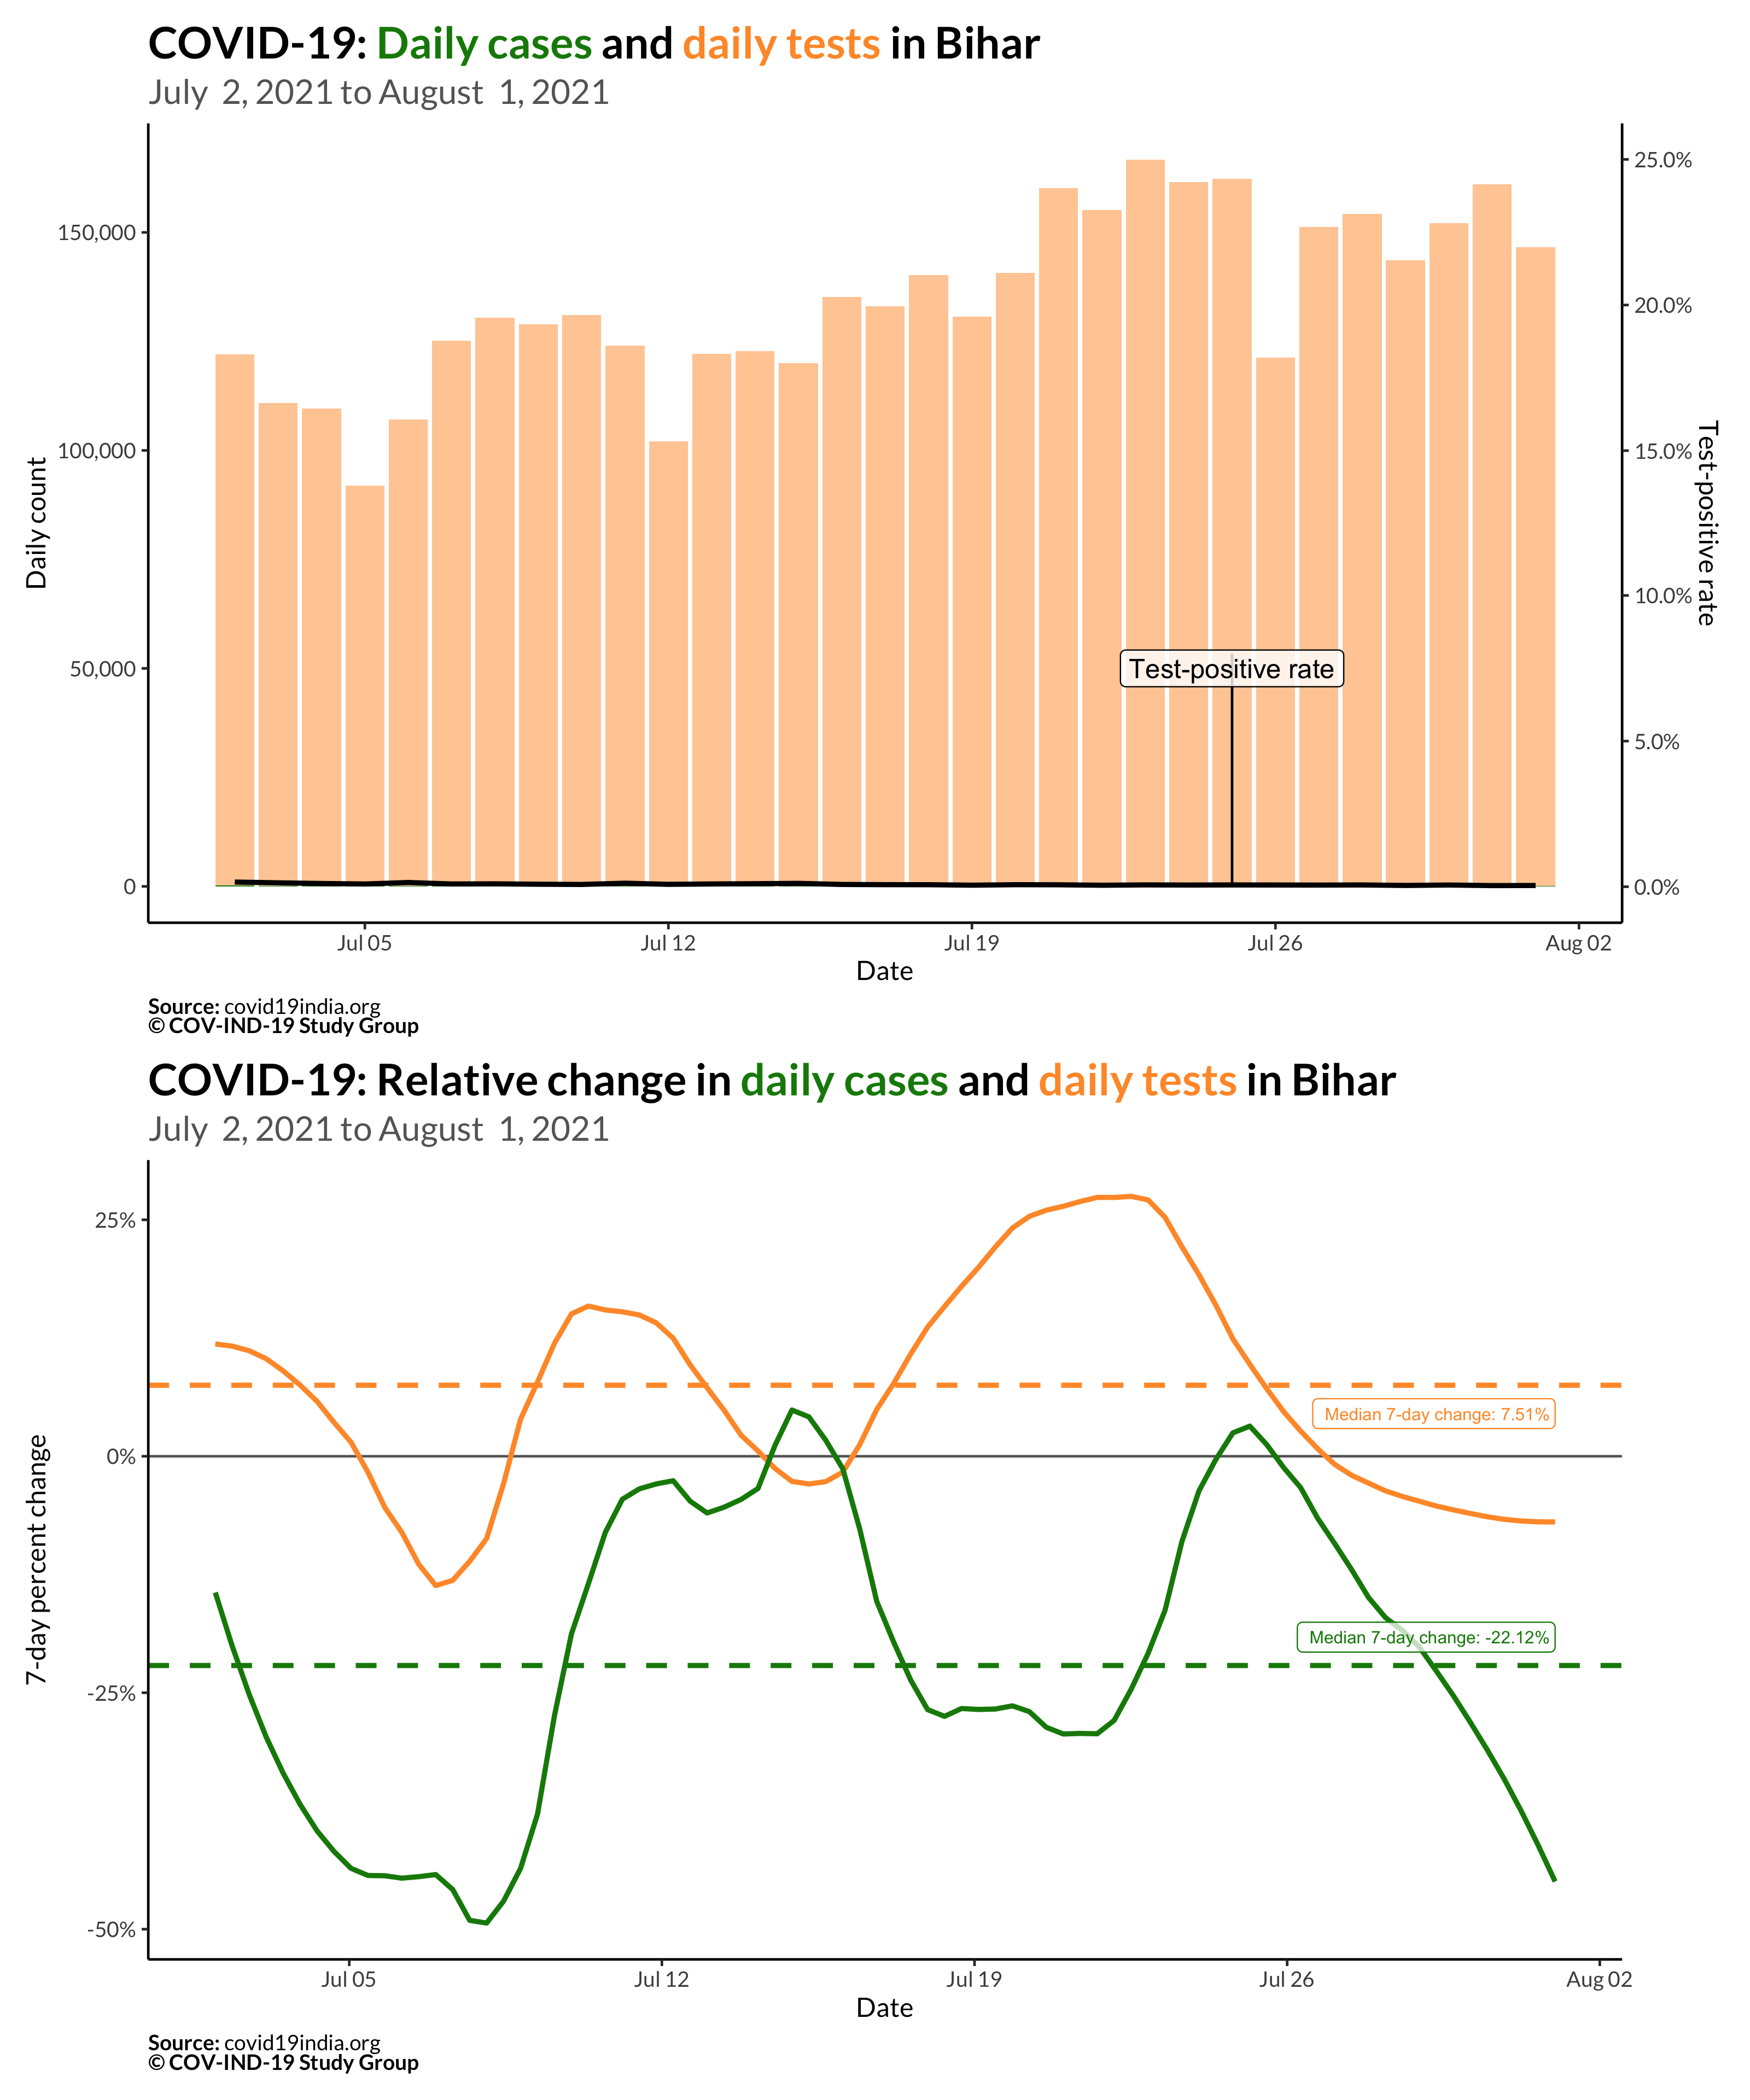 COVID-19: Daily cases and daily tests in Bihar
July 2, 2021 to August 1, 2021
Daily count
150,000
100,000
50,000
0
25.0%
20.0%
15.0%
10.0%
5.0%
0.0%
Test-positive rate
Test-positive rate
Jul 05
Jul 12
Jul 19
Jul 26
Aug 02
Date
Source: covid19india.org
© COV-IND-19 Study Group
COVID-19: Relative change in daily cases and daily tests in Bihar
July 2, 2021 to August 1, 2021
7-day percent change
25%
0%
-25%
-50%
Median 7-day change: 7.51%
Median 7-day change: -22.12%
Jul 05
Jul 12
Jul 19
Jul 26
Aug 02
Date
Source: covid19india.org
© COV-IND-19 Study Group